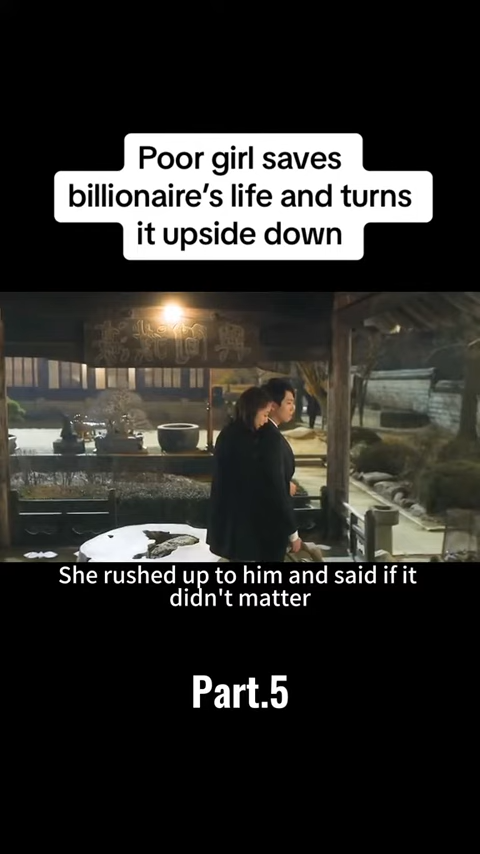 Poor girl saves
billionaire’s life and turns
it upside down
She rushed up to him and said if it
didn't matter
Part.5